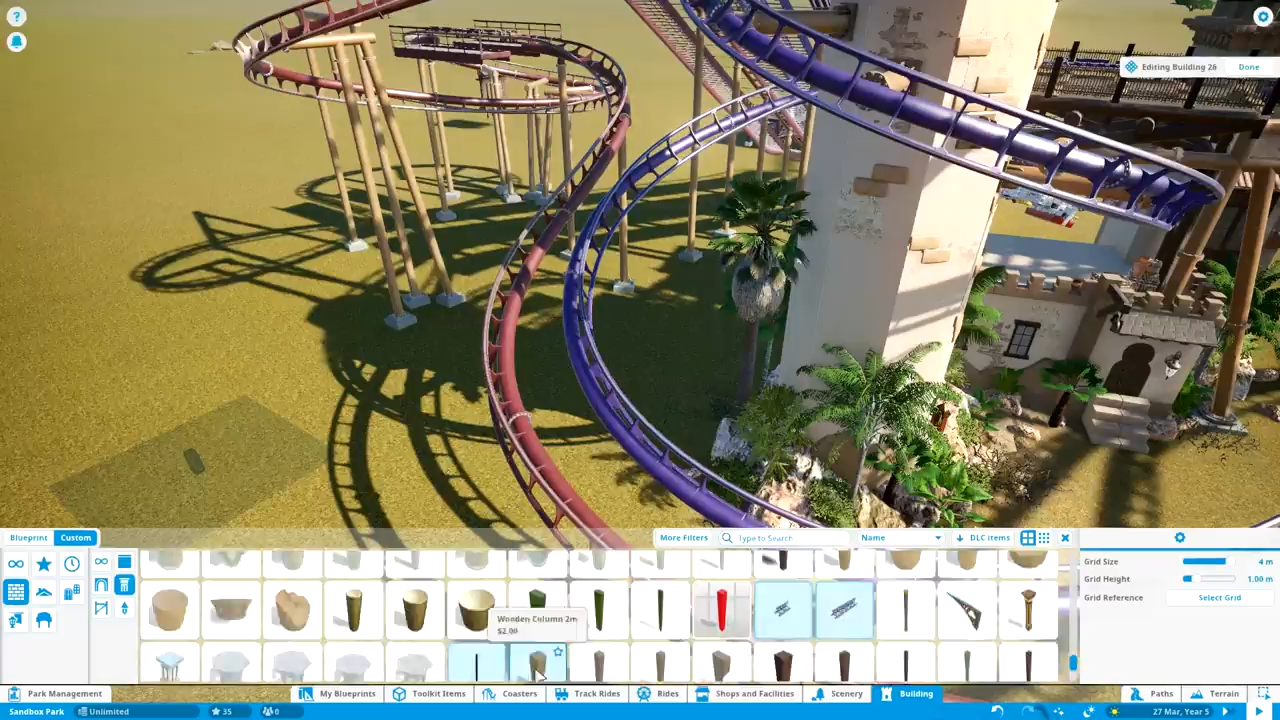 ?
Editing Building 26 Done
Blueprint Custom
More Filters Type to Search Name DLC Items
Grid Size 4 m
Grid Height 1.00 m
Grid Reference Select Grid
Wooden Column 2m
$2.00
Park Management My Blueprints Toolkit Items Coasters Track Rides Rides Shops and Facilities Scenery Building Paths Terrain
Sandbox Park Unlimited 35 0 27 Mar, Year 5